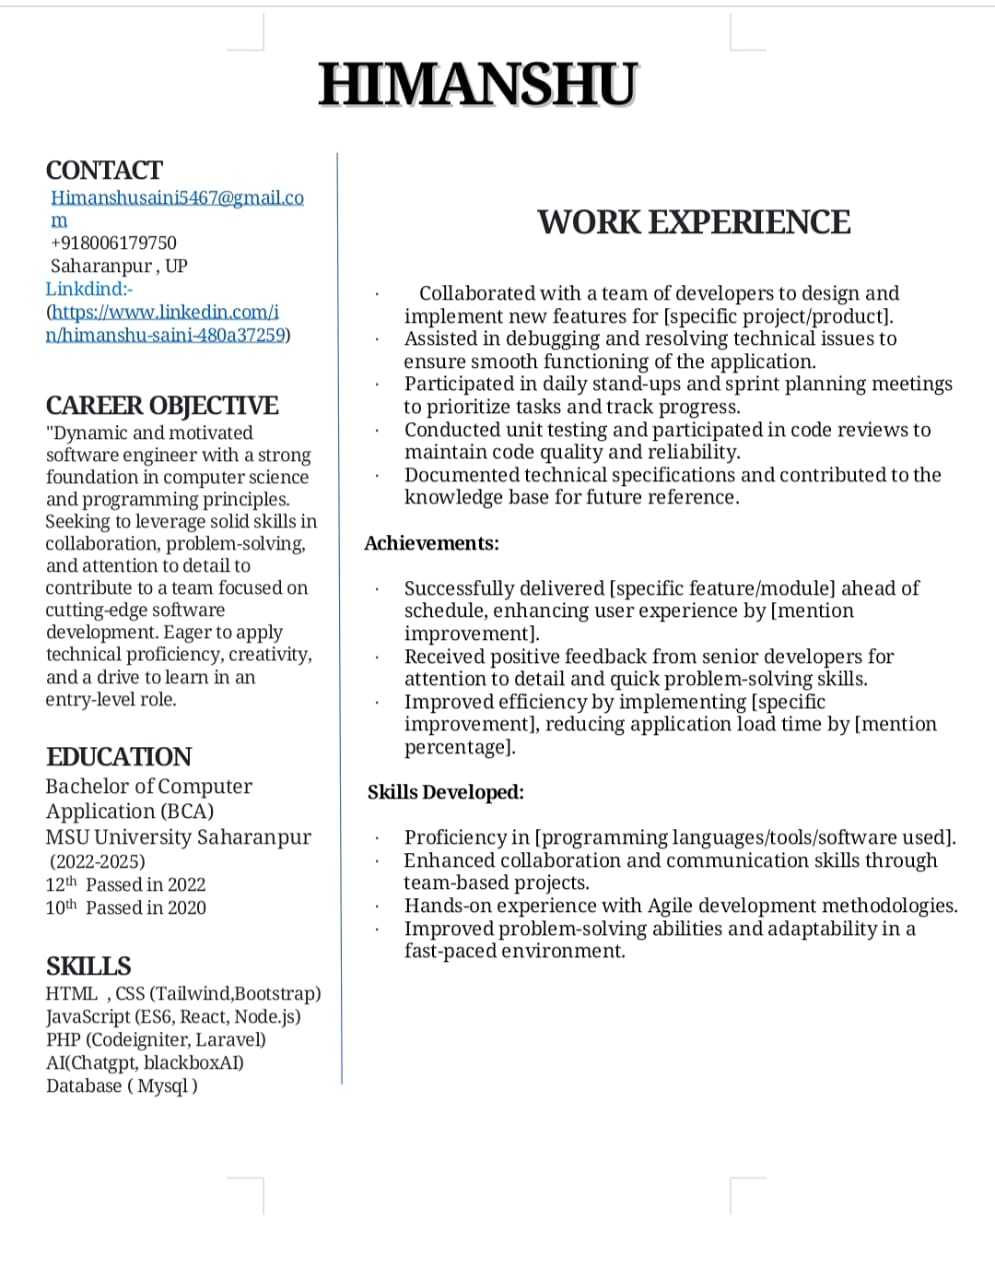 HIMANSHU
CONTACT
Himanshusaini5467@gmail.co
m
+918006179750
Saharanpur , UP
Linkdind:-
(https://www.linkedin.com/i
n/himanshu-saini-480a37259)
CAREER OBJECTIVE
"Dynamic and motivated
software engineer with a strong
foundation in computer science
and programming principles.
Seeking to leverage solid skills in
collaboration, problem-solving,
and attention to detail to
contribute to a team focused on
cutting-edge software
development. Eager to apply
technical proficiency, creativity,
and a drive to learn in an
entry-level role.
EDUCATION
Bachelor of Computer
Application (BCA)
MSU University Saharanpur
(2022-2025)
12th Passed in 2022
10th Passed in 2020
SKILLS
HTML , CSS (Tailwind,Bootstrap)
JavaScript (ES6, React, Node.js)
PHP (Codeigniter, Laravel)
AI(Chatgpt, blackboxAI)
Database ( Mysql )
WORK EXPERIENCE
· Collaborated with a team of developers to design and
implement new features for [specific project/product].
· Assisted in debugging and resolving technical issues to
ensure smooth functioning of the application.
· Participated in daily stand-ups and sprint planning meetings
to prioritize tasks and track progress.
· Conducted unit testing and participated in code reviews to
maintain code quality and reliability.
· Documented technical specifications and contributed to the
knowledge base for future reference.
Achievements:
· Successfully delivered [specific feature/module] ahead of
schedule, enhancing user experience by [mention
improvement].
· Received positive feedback from senior developers for
attention to detail and quick problem-solving skills.
· Improved efficiency by implementing [specific
improvement], reducing application load time by [mention
percentage].
Skills Developed:
· Proficiency in [programming languages/tools/software used].
· Enhanced collaboration and communication skills through
team-based projects.
· Hands-on experience with Agile development methodologies.
· Improved problem-solving abilities and adaptability in a
fast-paced environment.